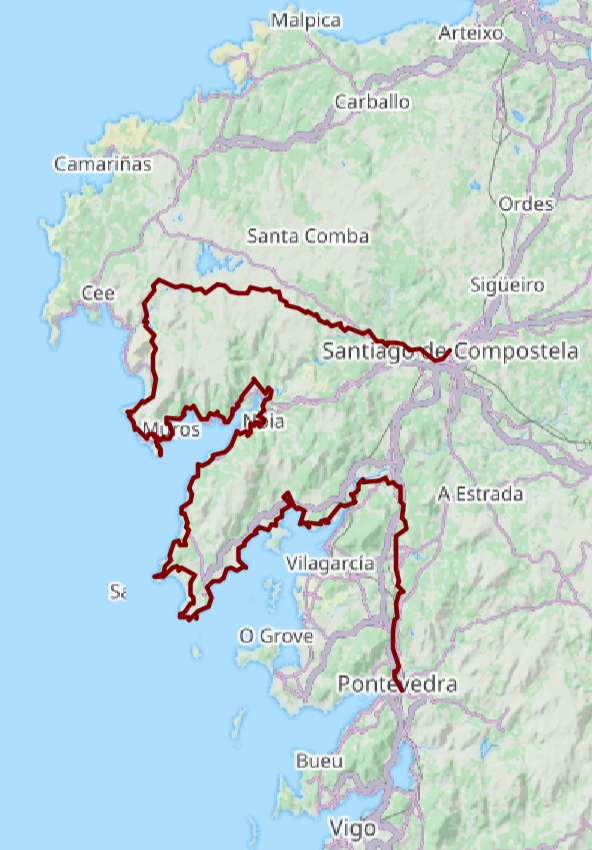 Malpica
Arteixo
Carballo
Camariñas
Ordes
Santa Comba
Sigüeiro
Cee
Santiago de Compostela
Muros
Noia
A Estrada
Vilagarcía
O Grove
Pontevedra
Bueu
Vigo